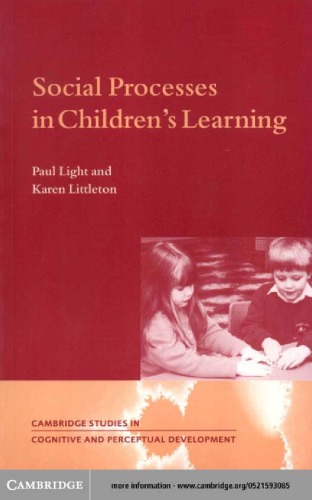 Social Processes
in Children's Learning
Paul Light and
Karen Littleton
CAMBRIDGE STUDIES IN
COGNITIVE AND PERCEPTUAL DEVELOPMENT
CAMBRIDGE
more information - www.cambridge.org/0521593085